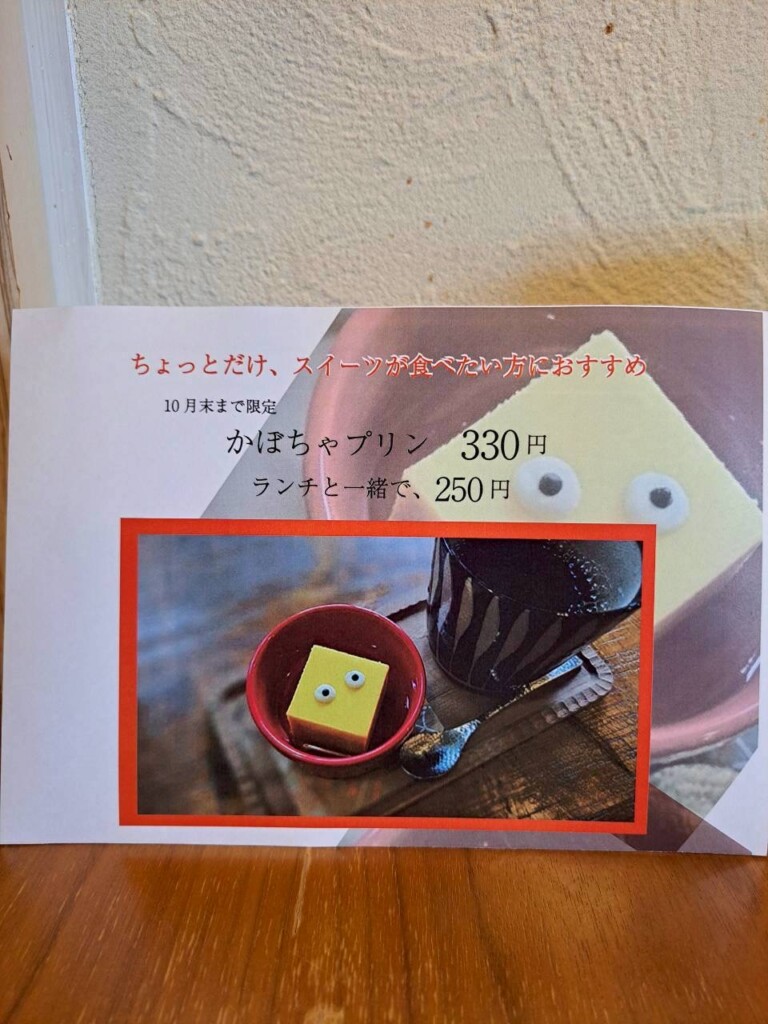 ちょっとだけ、スイーツが食べたい方におすすめ
10月末まで限定
かぼちゃプリン 330円
ランチと一緒で、250円